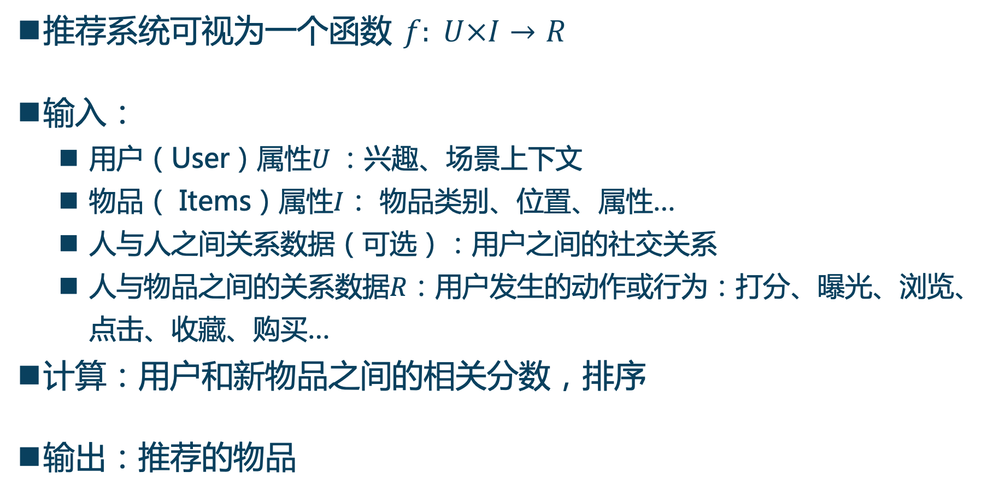 ■推荐系统可视为一个函数 f: U×I → R
■输入：
■ 用户（User）属性U ：兴趣、场景上下文
■ 物品（ Items）属性I： 物品类别、位置、属性...
■ 人与人之间关系数据（可选）：用户之间的社交关系
■ 人与物品之间的关系数据R：用户发生的动作或行为：打分、曝光、浏览、
点击、收藏、购买...
■计算：用户和新物品之间的相关分数，排序
■输出：推荐的物品